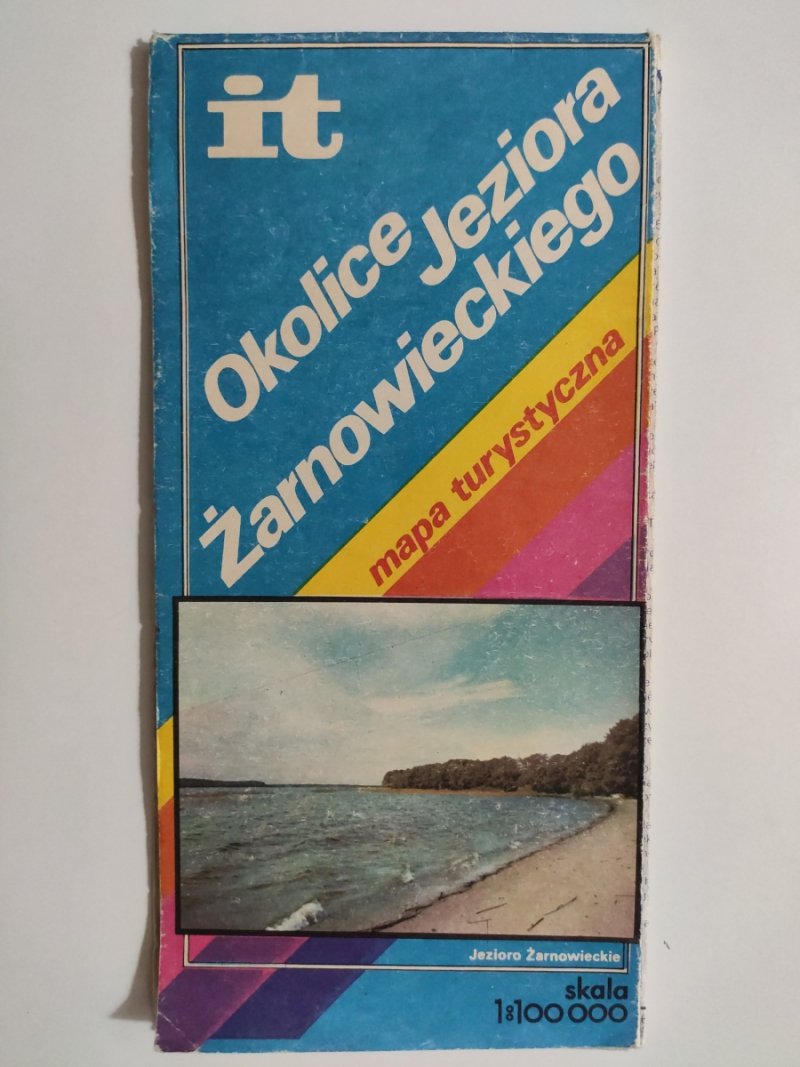 it
Okolice Jeziora
Żarnowieckiego
mapa turystyczna
Jezioro Żarnowieckie
skala
1:100 000